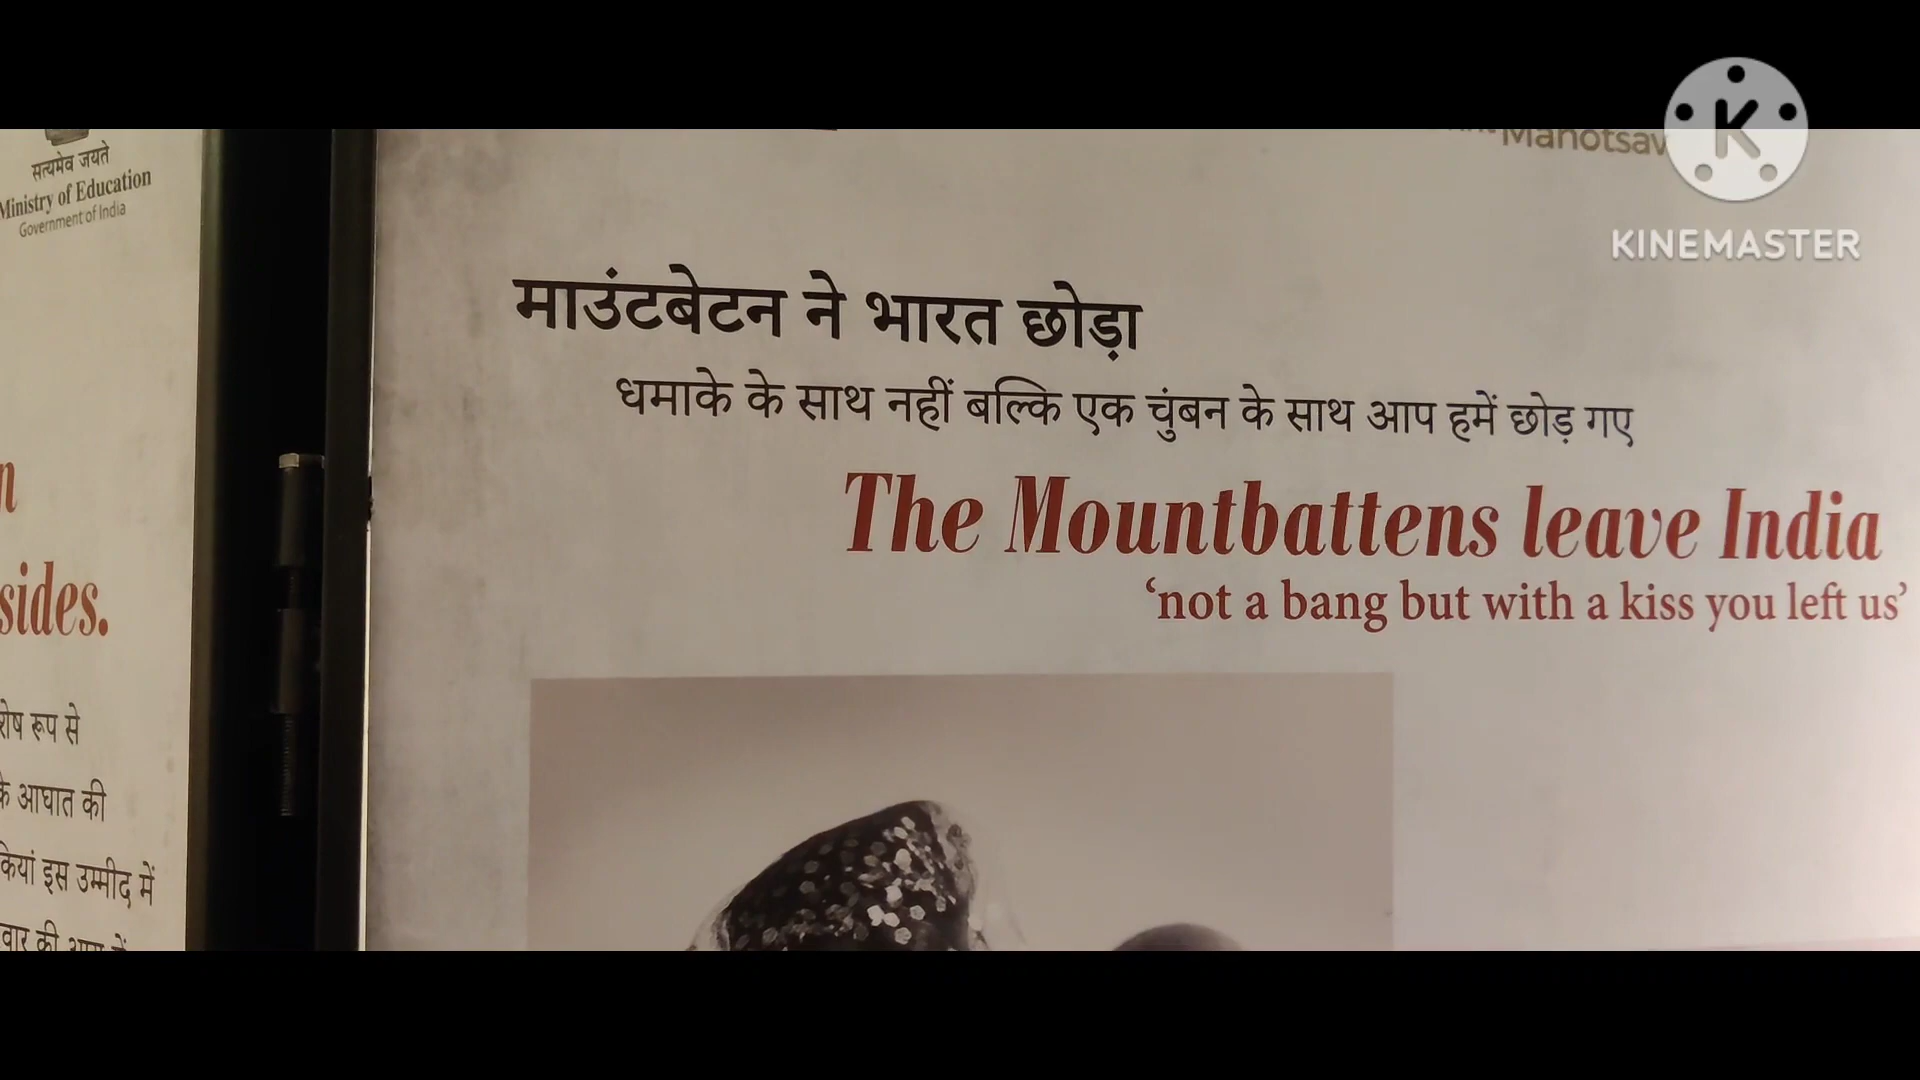 सत्यमेव जयते
Ministry of Education
Government of India
sides.
रूप से
आघात की
इस उम्मीद में
की
Mahotsav
KINEMASTER
माउंटबेटन ने भारत छोड़ा
धमाके के साथ नहीं बल्कि एक चुंबन के साथ आप हमें छोड़ गए
The Mountbattens leave India
‘not a bang but with a kiss you left us’